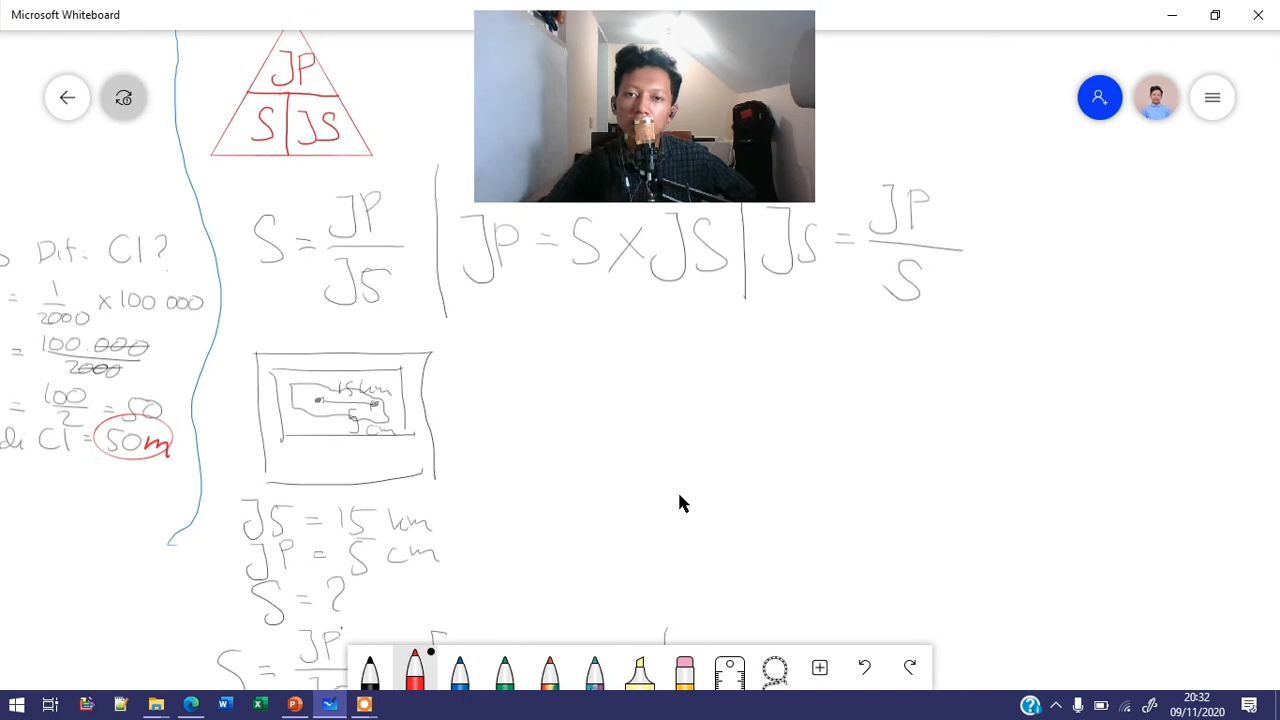 Microsoft Whiteboard
JP
S JS
S = JP / JS | JP = S X JS | JS = JP / S
Dit: CI?
= 1 / 2000 x 100 000
= 100.000 / 2000
= 100 / 2 = 50
CI = 50m
15 km
5 cm
JS = 15 km
JP = 5 cm
S = ?
S = JP
20:32
09/11/2020